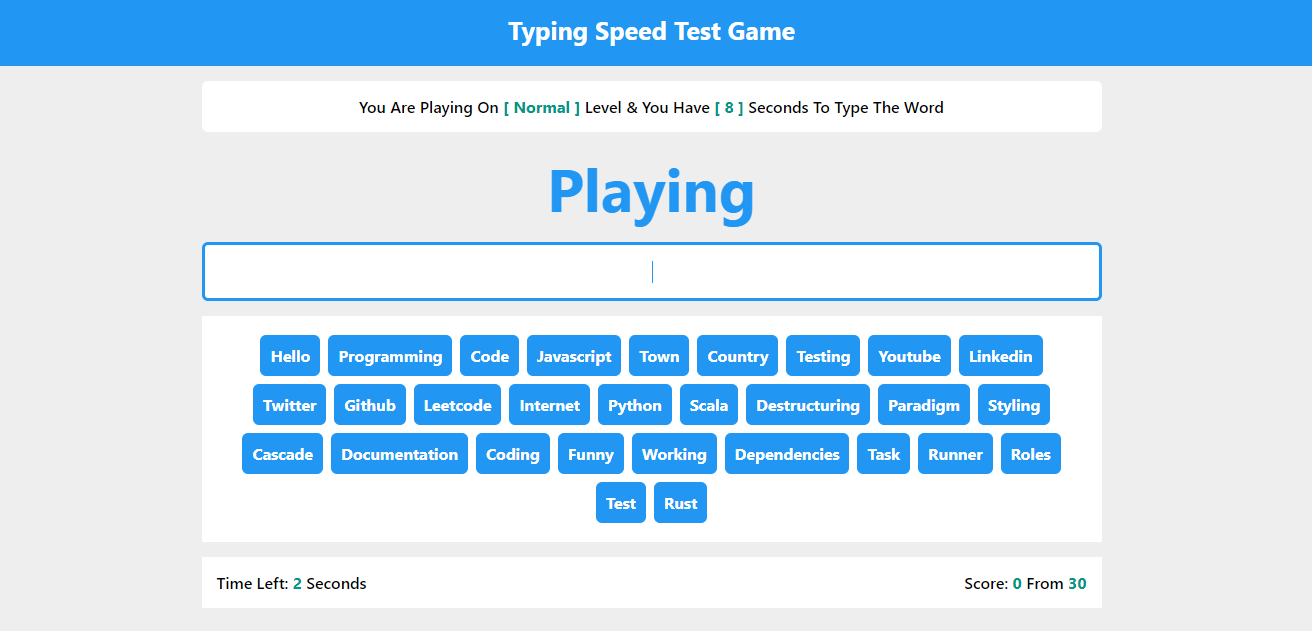 Typing Speed Test Game
You Are Playing On [ Normal ] Level & You Have [ 8 ] Seconds To Type The Word
Playing
Hello Programming Code Javascript Town Country Testing Youtube Linkedin
Twitter Github Leetcode Internet Python Scala Destructuring Paradigm Styling
Cascade Documentation Coding Funny Working Dependencies Task Runner Roles
Test Rust
Time Left: 2 Seconds Score: 0 From 30